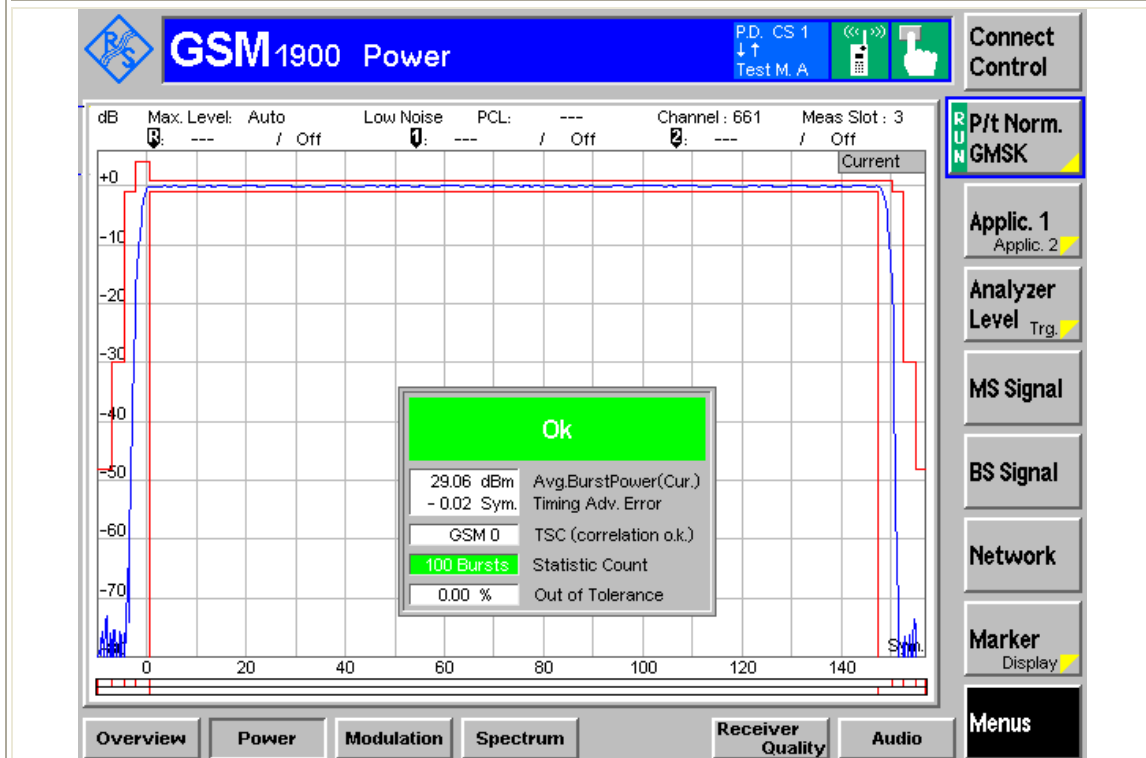 R&S
GSM 1900 Power
P.D. CS 1
↓↑
Test M. A
Connect
Control
dB Max. Level: Auto Low Noise PCL: --- Channel : 661 Meas Slot : 3
R: --- / Off 1: --- / Off 2: --- / Off
Current
RUN
P/t Norm.
GMSK
Applic. 1
Applic. 2
Analyzer
Level Trg.
MS Signal
BS Signal
Network
Marker
Display
Menus
+0
-10
-20
-30
-40
-50
-60
-70
Ok
29.06 dBm Avg.BurstPower(Cur.)
- 0.02 Sym. Timing Adv. Error
GSM 0 TSC (correlation o.k.)
100 Bursts Statistic Count
0.00 % Out of Tolerance
Sym.
0 20 40 60 80 100 120 140
Overview Power Modulation Spectrum Receiver Quality Audio